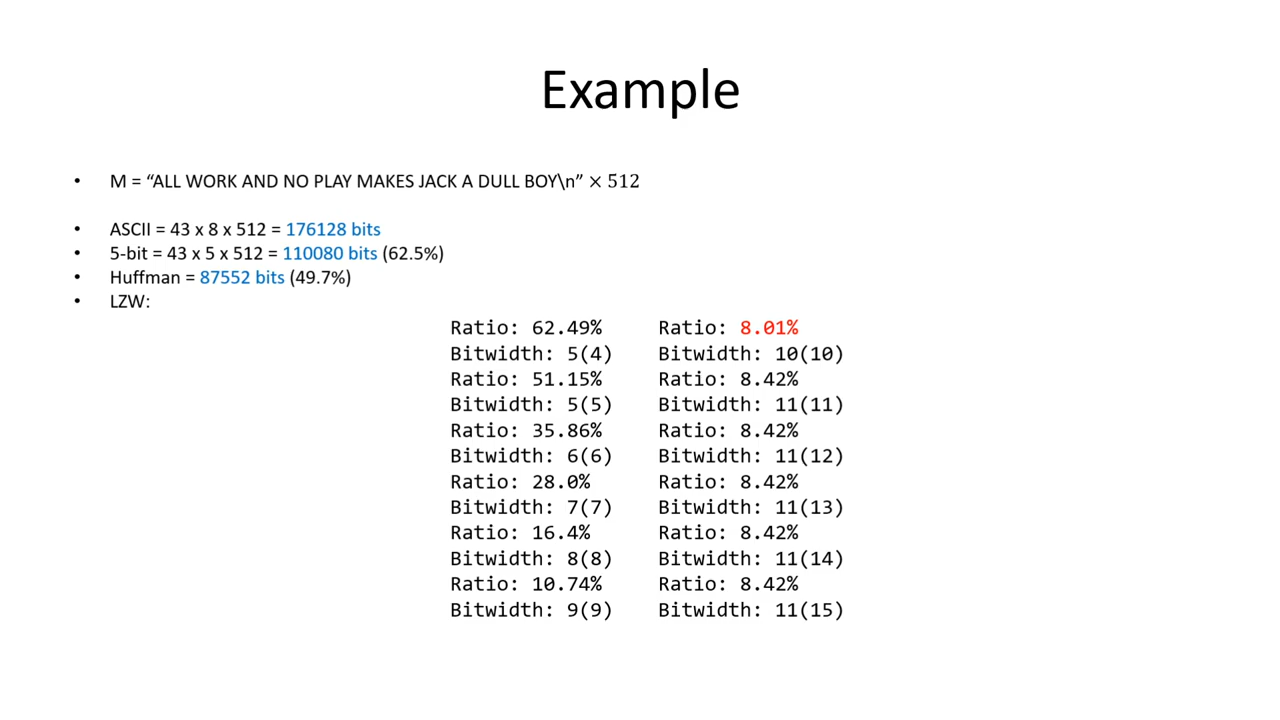 Example
• M = “ALL WORK AND NO PLAY MAKES JACK A DULL BOY\n” × 512
• ASCII = 43 x 8 x 512 = 176128 bits
• 5-bit = 43 x 5 x 512 = 110080 bits (62.5%)
• Huffman = 87552 bits (49.7%)
• LZW:
Ratio: 62.49%
Bitwidth: 5(4)
Ratio: 51.15%
Bitwidth: 5(5)
Ratio: 35.86%
Bitwidth: 6(6)
Ratio: 28.0%
Bitwidth: 7(7)
Ratio: 16.4%
Bitwidth: 8(8)
Ratio: 10.74%
Bitwidth: 9(9)
Ratio: 8.01%
Bitwidth: 10(10)
Ratio: 8.42%
Bitwidth: 11(11)
Ratio: 8.42%
Bitwidth: 11(12)
Ratio: 8.42%
Bitwidth: 11(13)
Ratio: 8.42%
Bitwidth: 11(14)
Ratio: 8.42%
Bitwidth: 11(15)